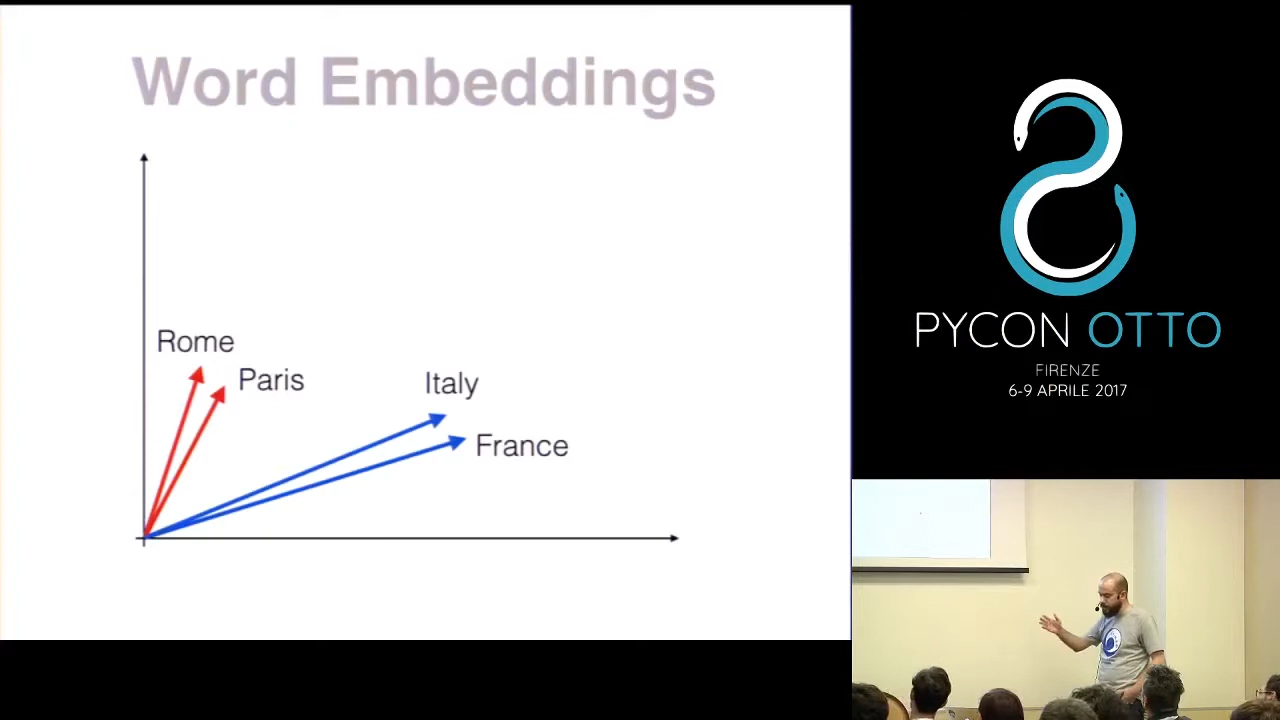 Word Embeddings
Rome
Paris
Italy
France
PYCON OTTO
FIRENZE
6-9 APRILE 2017